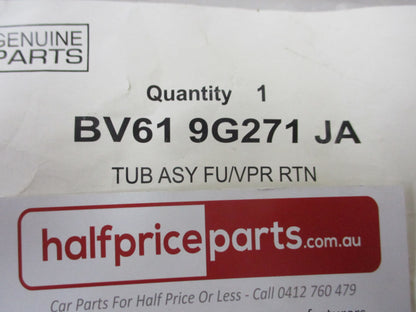 GENUINE
PARTS
Quantity 1
BV61 9G271 JA
TUB ASY FU/VPR RTN
halfpriceparts.com.au
Car Parts For Half Price Or Less - Call 0412 760 479